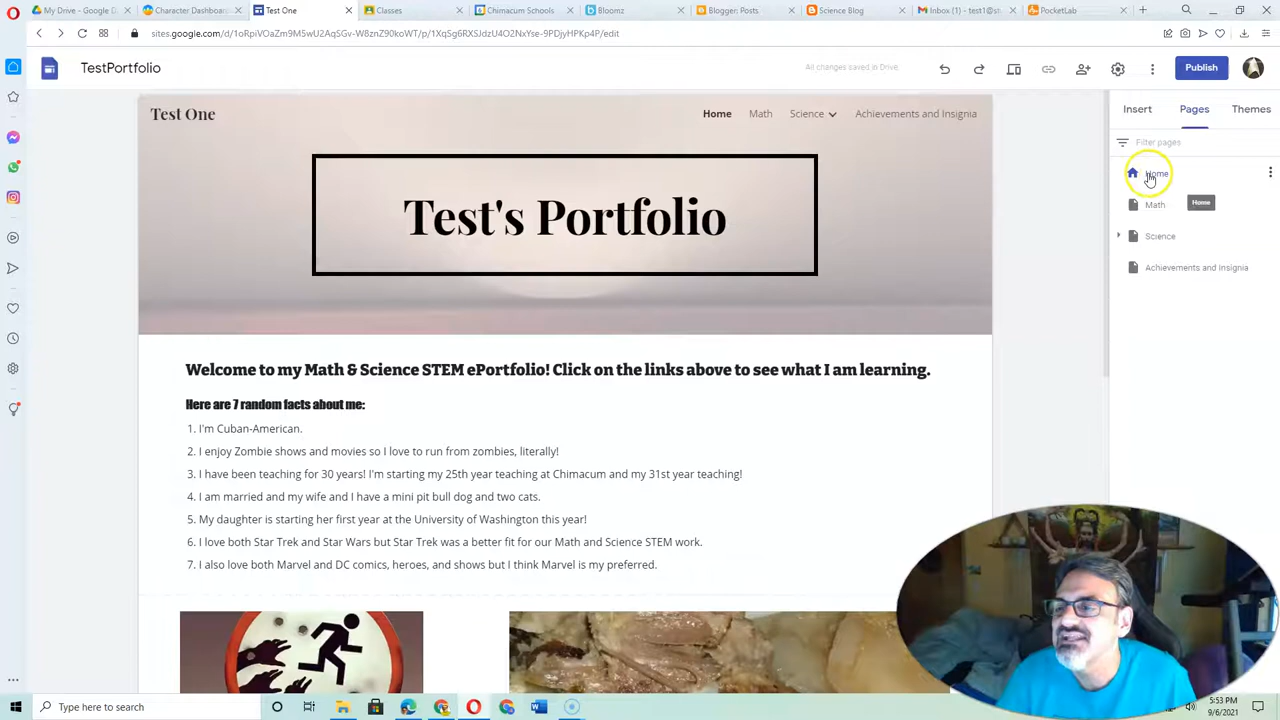 My Drive - Google D
Character Dashboard
Test One
Classes
Chimacum Schools
Bloomz
Blogger: Posts
Science Blog
Inbox (1) - test1@st
PocketLab
sites.google.com/d/1oRpiVOaZm9M5wU2AqSGv-W8znZ90koWT/p/1XqSg0rRSXJdzU4O2NxYse-9PDjyHPKp4P/edit
TestPortfolio
All changes saved in Drive.
Publish
Test One
Home
Math
Science
Achievements and Insignia
Insert
Pages
Themes
Filter pages
Home
Math
Home
Science
Achievements and Insignia
Test's Portfolio
Welcome to my Math & Science STEM ePortfolio! Click on the links above to see what I am learning.
Here are 7 random facts about me:
1. I'm Cuban-American.
2. I enjoy Zombie shows and movies so I love to run from zombies, literally!
3. I have been teaching for 30 years! I'm starting my 25th year teaching at Chimacum and my 31st year teaching!
4. I am married and my wife and I have a mini pit bull dog and two cats.
5. My daughter is starting her first year at the University of Washington this year!
6. I love both Star Trek and Star Wars but Star Trek was a better fit for our Math and Science STEM work.
7. I also love both Marvel and DC comics, heroes, and shows but I think Marvel is my preferred.
Type here to search
5:53 PM
9/6/2021